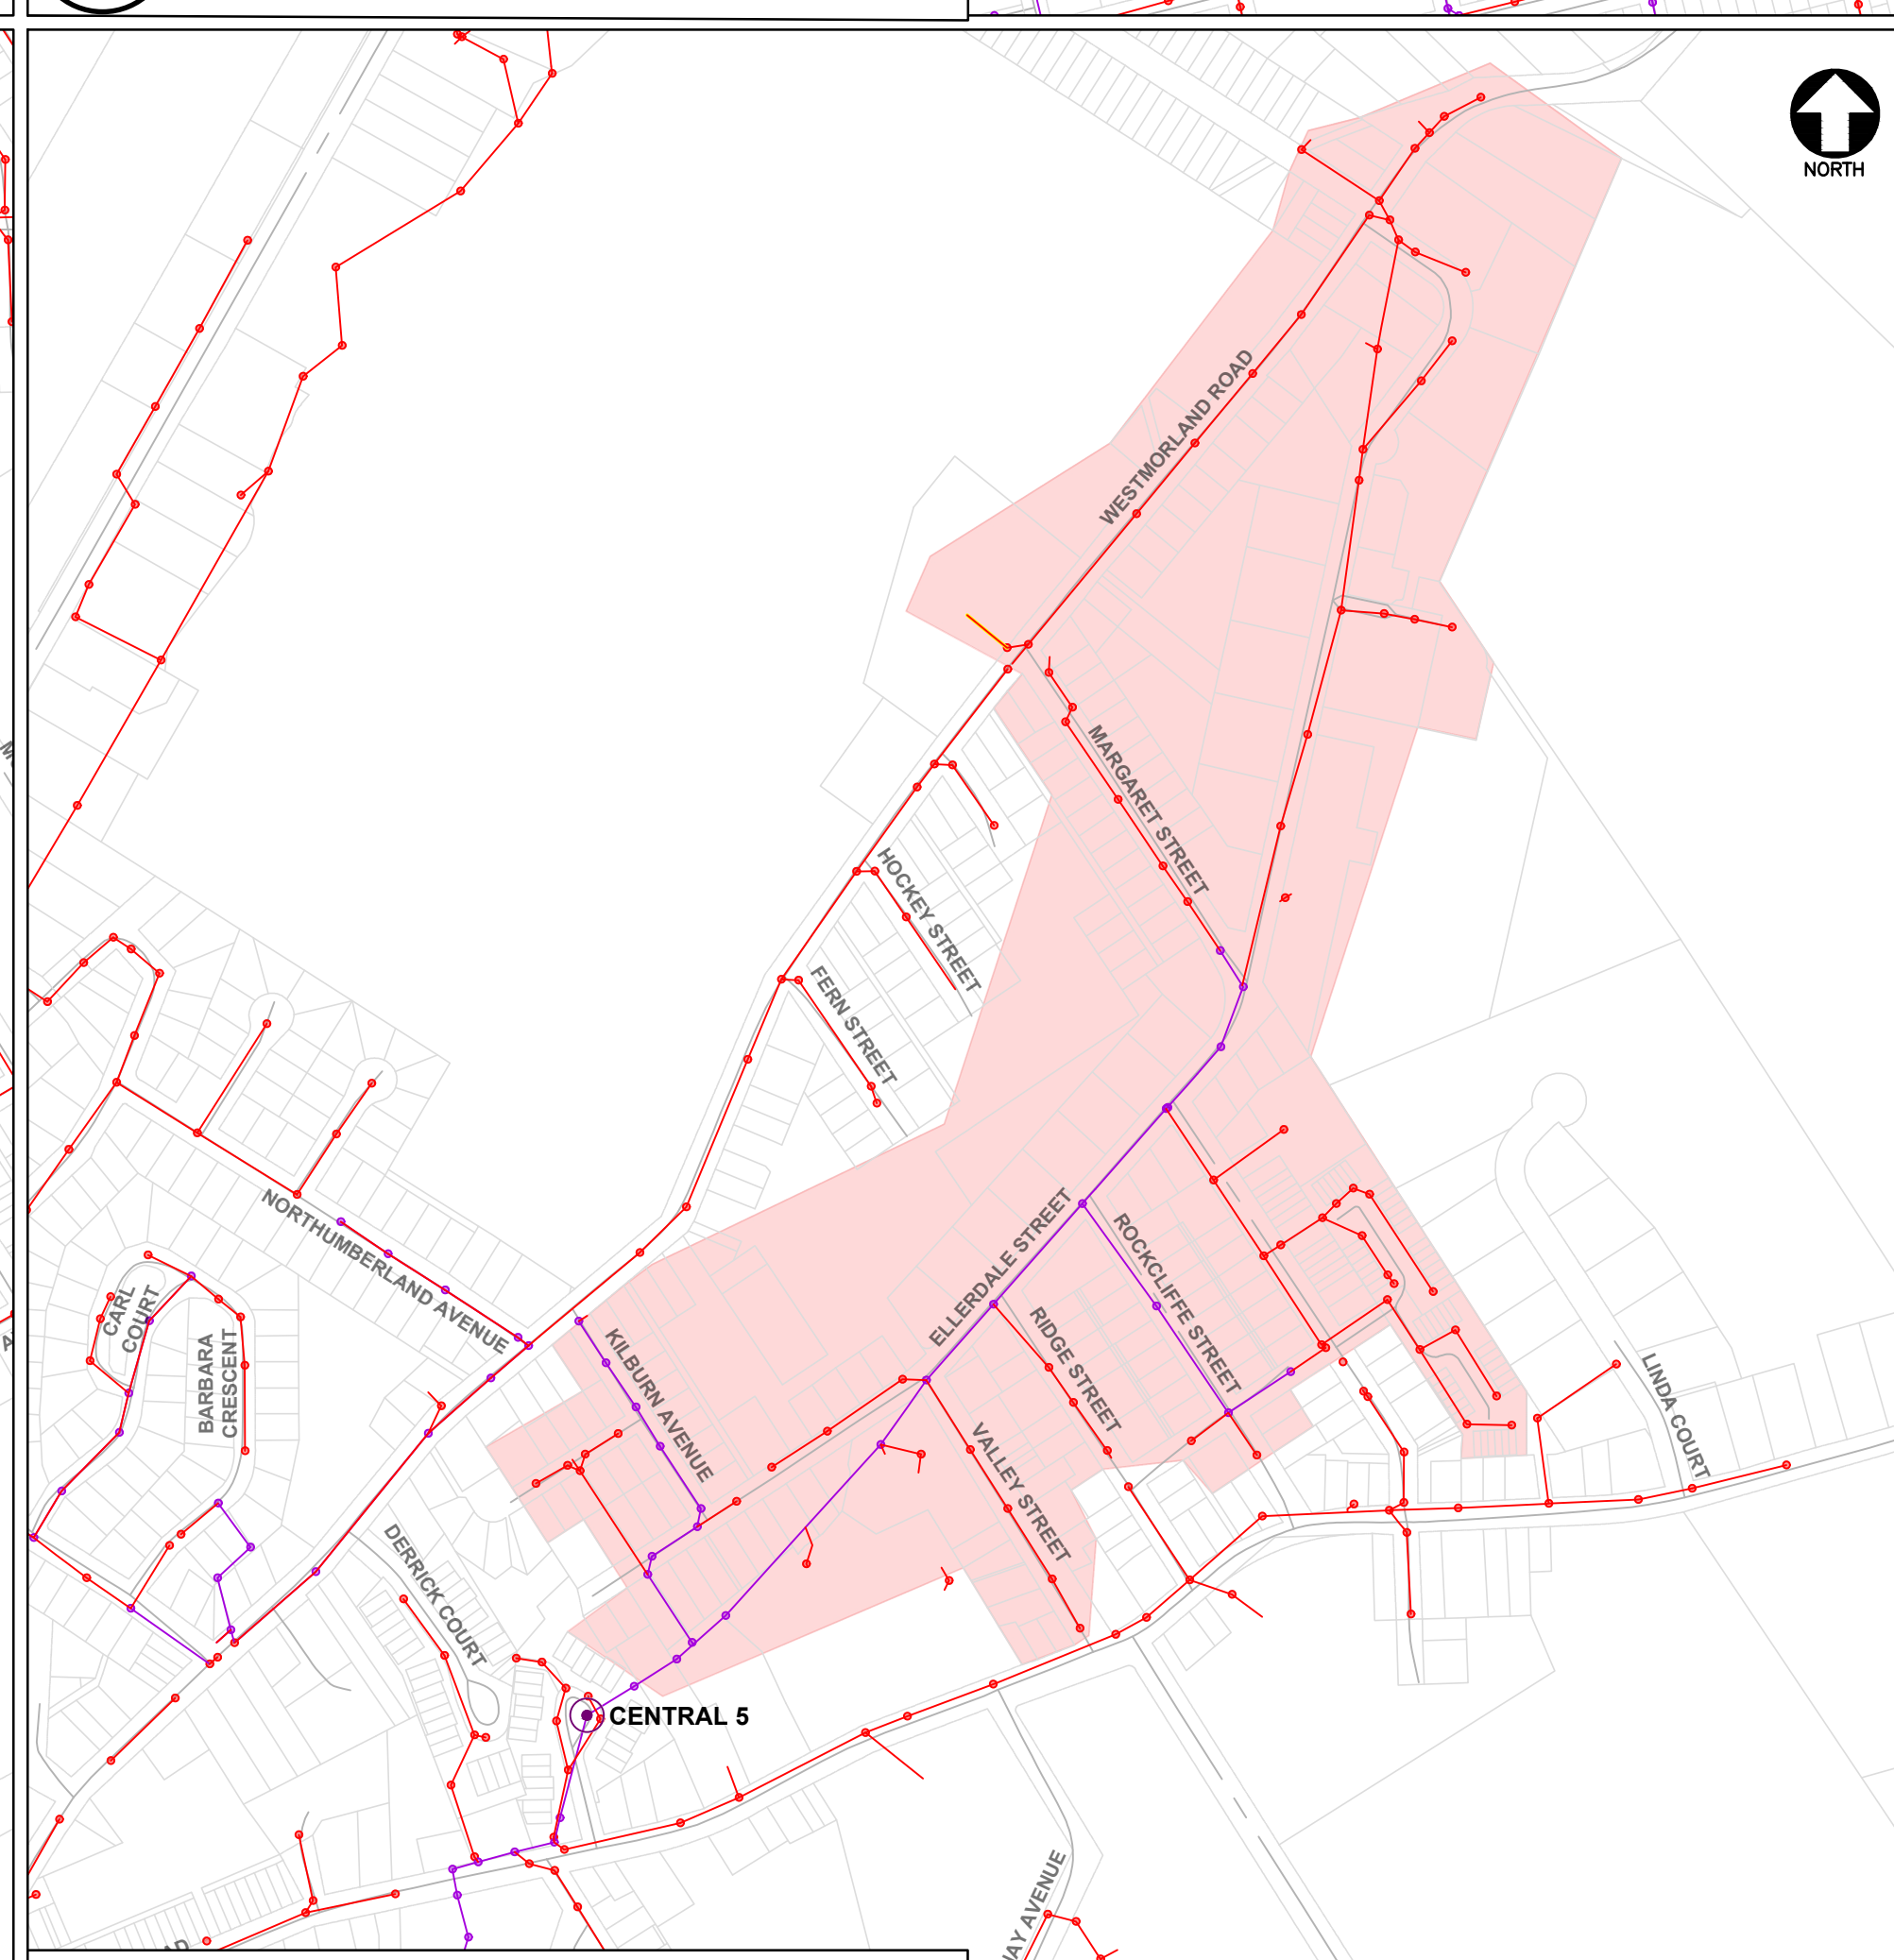 NORTH
WESTMORLAND ROAD
MARGARET STREET
HOCKEY STREET
FERN STREET
NORTHUMBERLAND AVENUE
CARL
COURT
BARBARA
CRESCENT
KILBURN AVENUE
ELLERDALE STREET
ROCKCLIFFE STREET
RIDGE STREET
VALLEY STREET
LINDA COURT
DERRICK COURT
CENTRAL 5
AVENUE